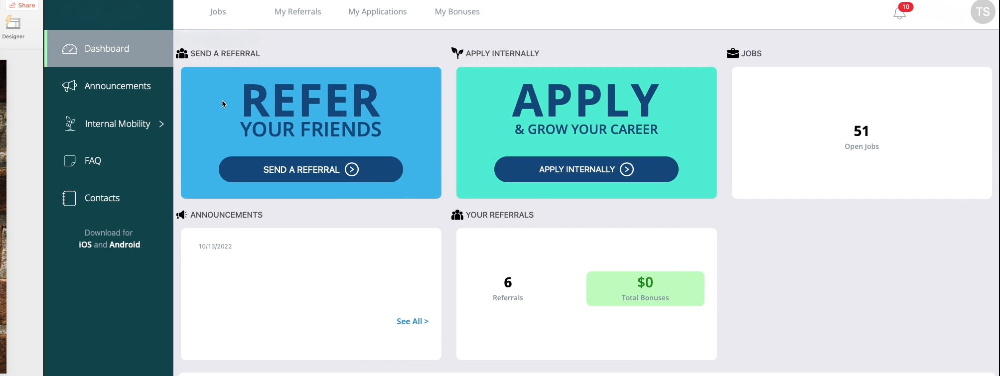 Share
Designer
Jobs
My Referrals
My Applications
My Bonuses
10
TS
Dashboard
Announcements
Internal Mobility >
FAQ
Contacts
Download for
iOS and Android
SEND A REFERRAL
REFER
YOUR FRIENDS
SEND A REFERRAL
APPLY INTERNALLY
APPLY
& GROW YOUR CAREER
APPLY INTERNALLY
JOBS
51
Open Jobs
ANNOUNCEMENTS
10/13/2022
See All >
YOUR REFERRALS
6
Referrals
$0
Total Bonuses